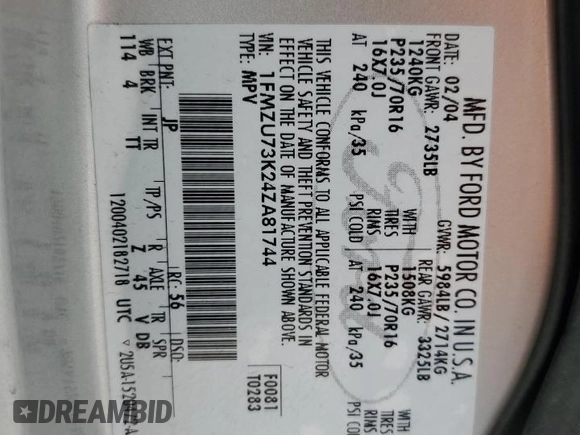 MFD. BY FORD MOTOR CO. IN U.S.A.
DATE: 02/04 GVWR: 5984LB/2714KG
FRONT GAWR: 2735LB REAR GAWR: 3325LB
1240KG WITH 1508KG WITH
P235/70R16 TIRES P235/70R16 TIRES
16X7.0J RIMS 16X7.0J RIMS
AT 240 kPa/35 PSI COLD AT 240 kPa/35 PSI COL
THIS VEHICLE CONFORMS TO ALL APPLICABLE FEDERAL MOTOR
VEHICLE SAFETY AND THEFT PREVENTION STANDARDS IN
EFFECT ON THE DATE OF MANUFACTURE SHOWN ABOVE.
VIN: 1FMZU73K24ZA81744
TYPE: MPV
F0081
T0283
EXT PNT: JP RC: 56 DSO:
WB BRK INT TR TP/PS R AXLE TR SPR
114 4 TT Z 45 V DB
1200402182718 UTC
DREAMBID